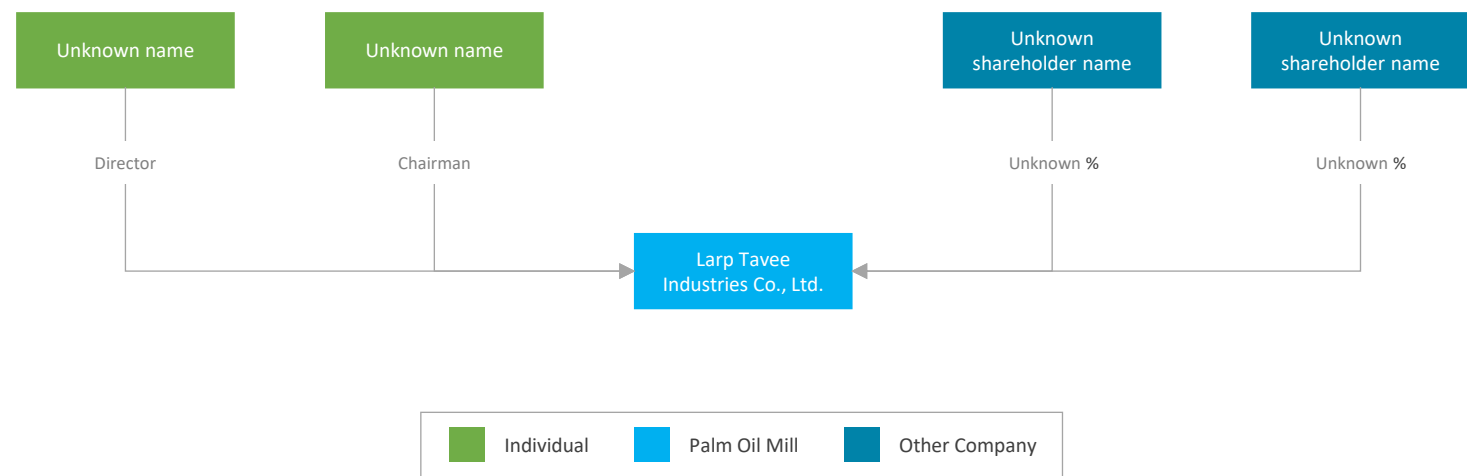 Unknown name
Unknown name
Unknown
shareholder name
Unknown
shareholder name
Director
Chairman
Unknown %
Unknown %
Larp Tavee
Industries Co., Ltd.
Individual
Palm Oil Mill
Other Company